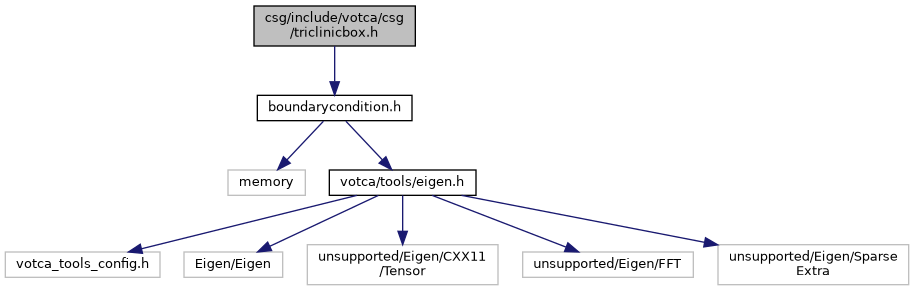 csg/include/votca/csg
/triclinicbox.h
boundarycondition.h
memory
votca/tools/eigen.h
votca_tools_config.h
Eigen/Eigen
unsupported/Eigen/CXX11
/Tensor
unsupported/Eigen/FFT
unsupported/Eigen/Sparse
Extra